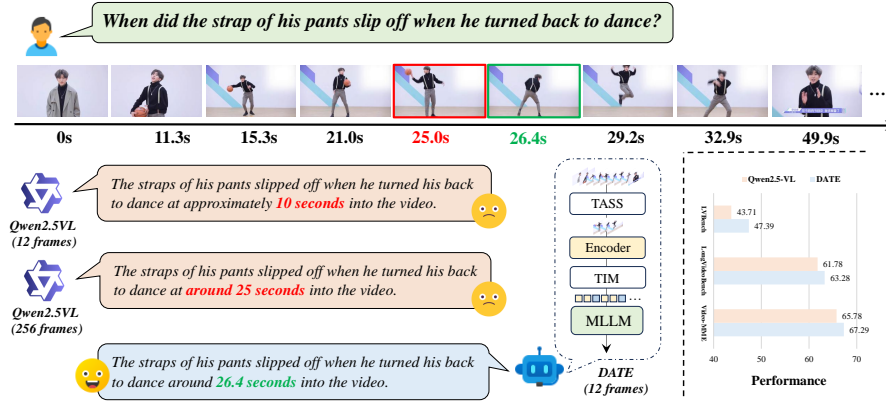 When did the strap of his pants slip off when he turned back to dance?
...
0s 11.3s 15.3s 21.0s 25.0s 26.4s 29.2s 32.9s 49.9s
Qwen2.5VL
(12 frames)
The straps of his pants slipped off when he turned his back
to dance at approximately 10 seconds into the video.
Qwen2.5VL
(256 frames)
The straps of his pants slipped off when he turned his back
to dance at around 25 seconds into the video.
The straps of his pants slipped off when he turned his back
to dance around 26.4 seconds into the video.
TASS
Encoder
TIM
...
MLLM
DATE
(12 frames)
Qwen2.5-VL DATE
LVBench
43.71
47.39
LongVideoBench
61.78
63.28
Video-MME
65.78
67.29
40 50 60 70
Performance